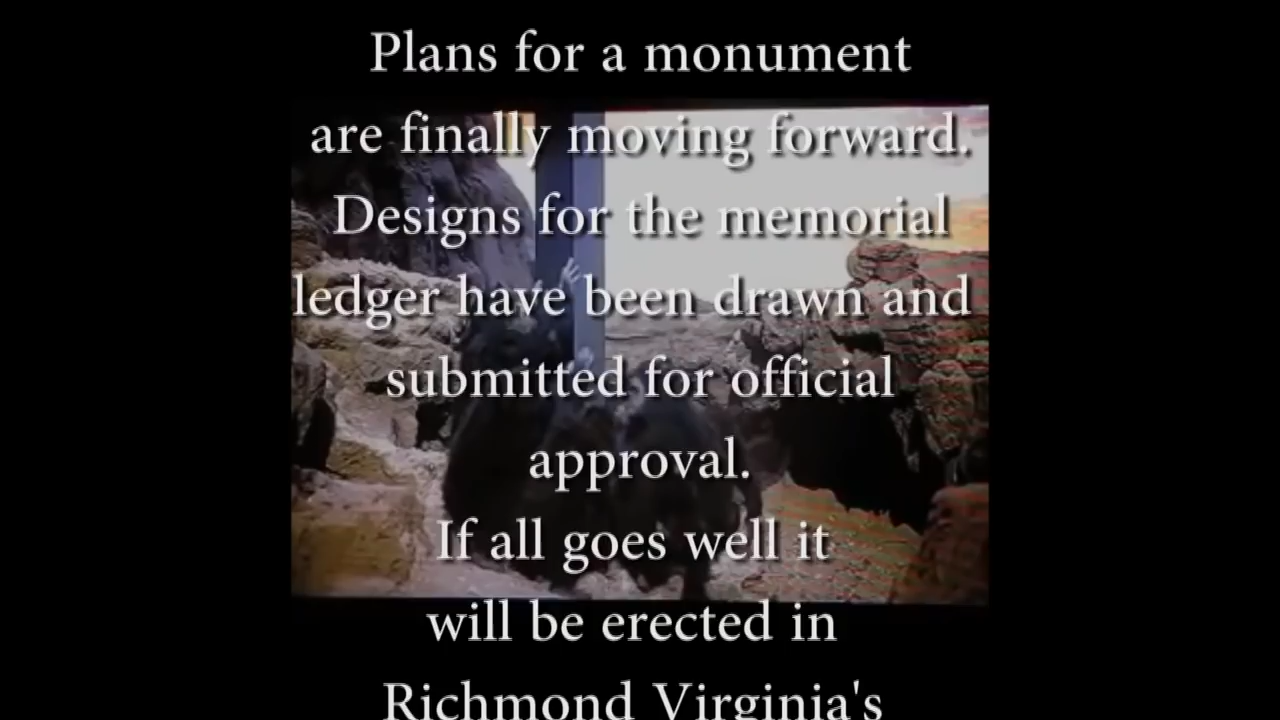 Plans for a monument
are finally moving forward.
Designs for the memorial
ledger have been drawn and
submitted for official
approval.
If all goes well it
will be erected in
Richmond Virginia's